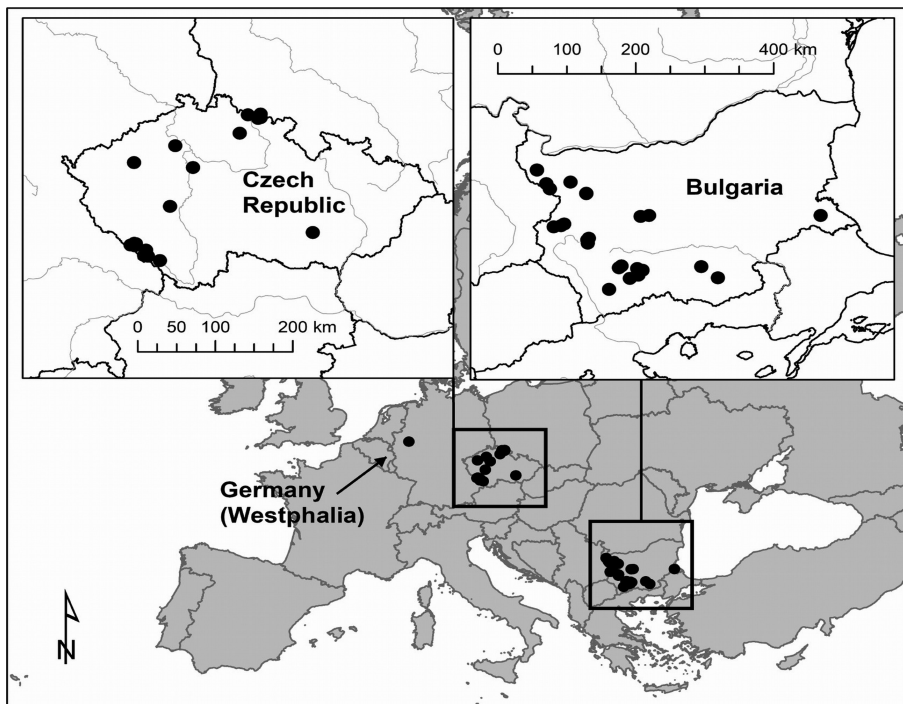 0 100 200 400 km
Czech
Republic
Bulgaria
0 50 100 200 km
Germany
(Westphalia)
N